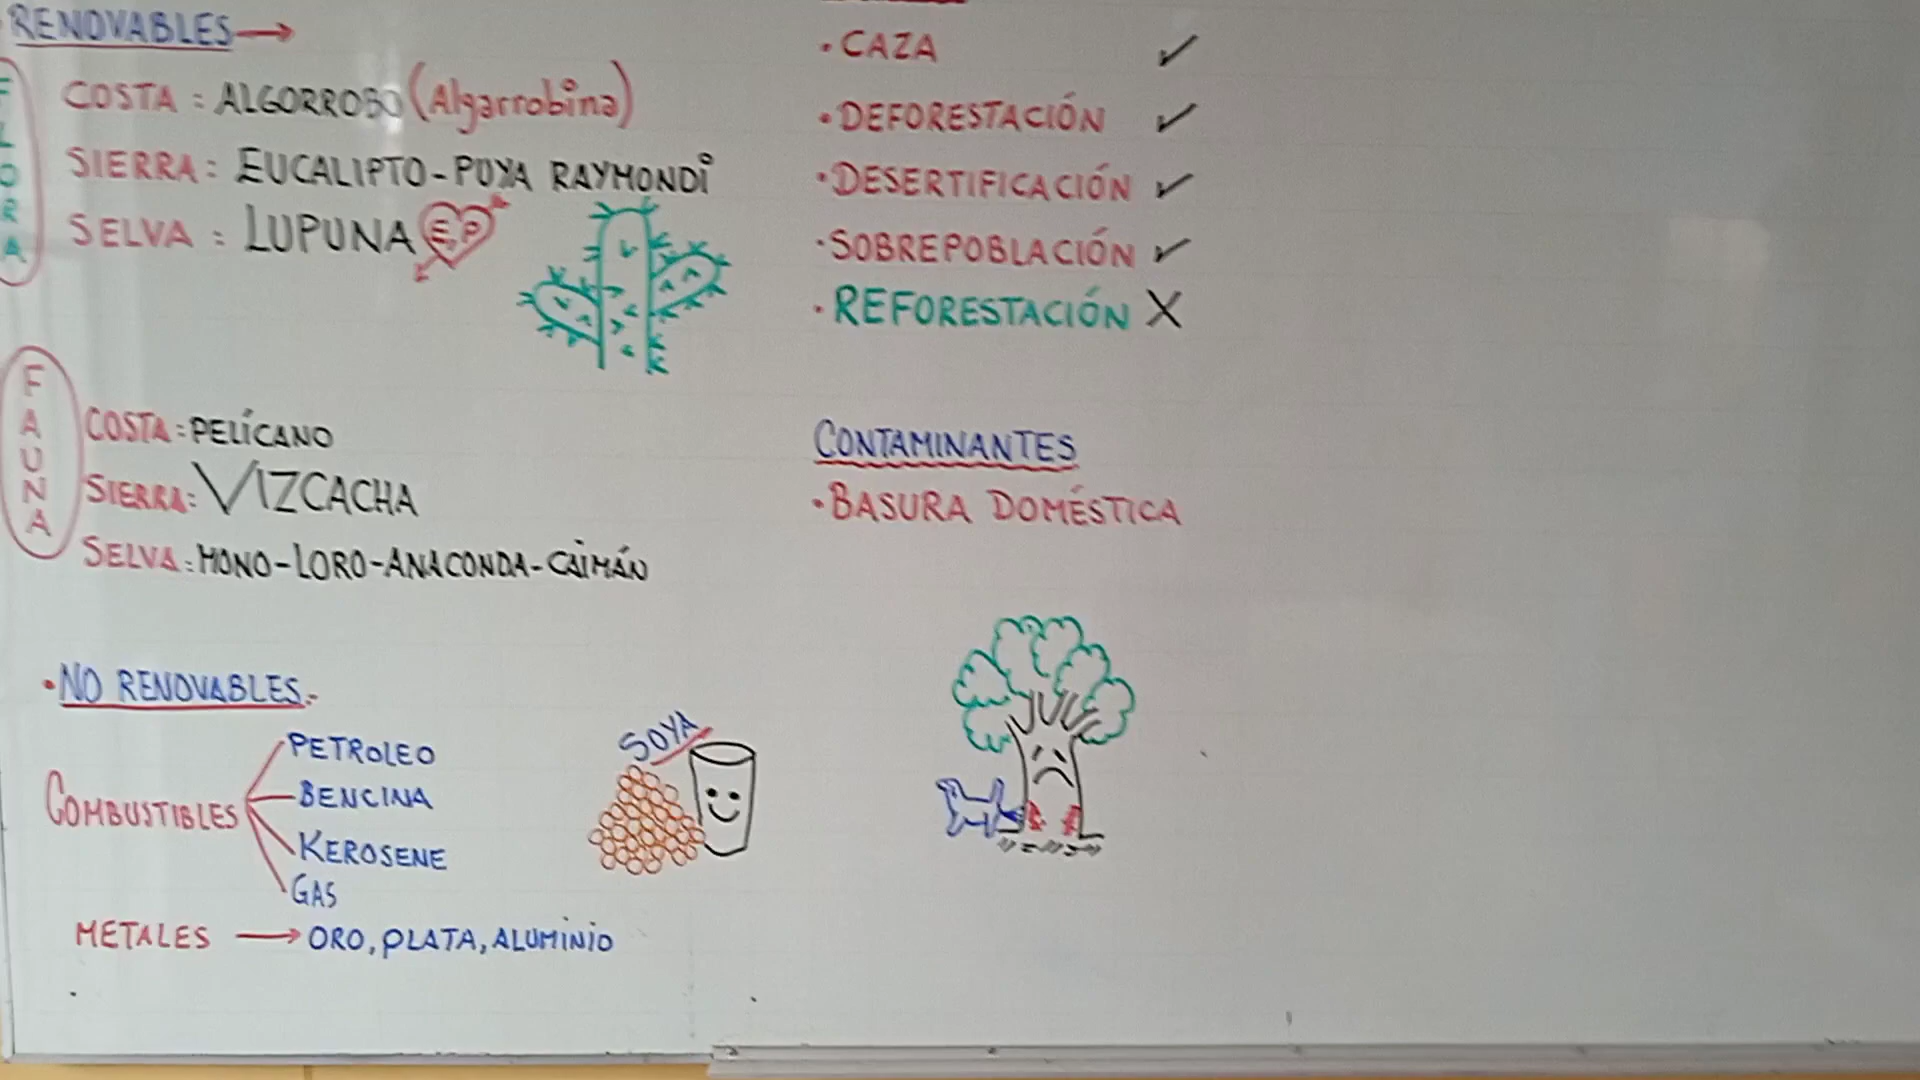 RENOVABLES →
FLORA
COSTA : ALGORROBO (Algarrobina)
SIERRA : EUCALIPTO - PUYA RAYMONDI
SELVA : LUPUNA E,P
FAUNA
COSTA : PELÍCANO
SIERRA : VIZCACHA
SELVA : MONO - LORO - ANACONDA - CAIMÁN
• NO RENOVABLES.-
COMBUSTIBLES
PETROLEO
BENCINA
KEROSENE
GAS
METALES → ORO, PLATA, ALUMINIO
SOYA
• CAZA ✓
• DEFORESTACIÓN ✓
• DESERTIFICACIÓN ✓
• SOBREPOBLACIÓN ✓
• REFORESTACIÓN X
CONTAMINANTES
• BASURA DOMÉSTICA